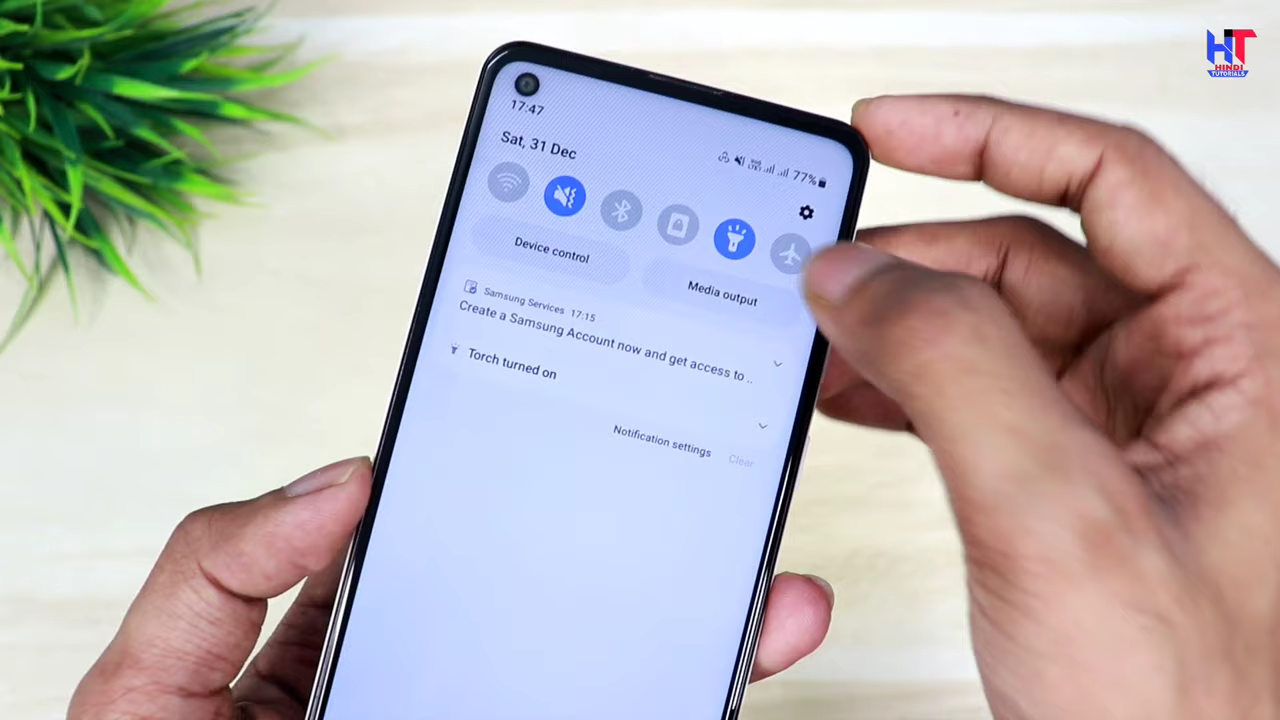 HT
HINDI
TUTORIALS
17:47
Sat, 31 Dec
77%
Device control
Media output
Samsung Services 17:15
Create a Samsung Account now and get access to ..
Torch turned on
Notification settings
Clear